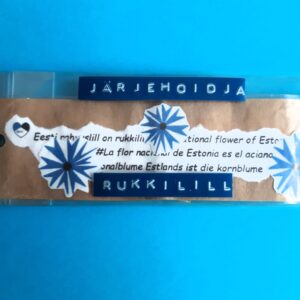 JÄRJEHOIDJA
Eesti rahvuslill on rukkilill national flower of Esto
#La flor nacional de Estonia es el aciano
onalblume Estlands ist die kornblume
RUKKILILL